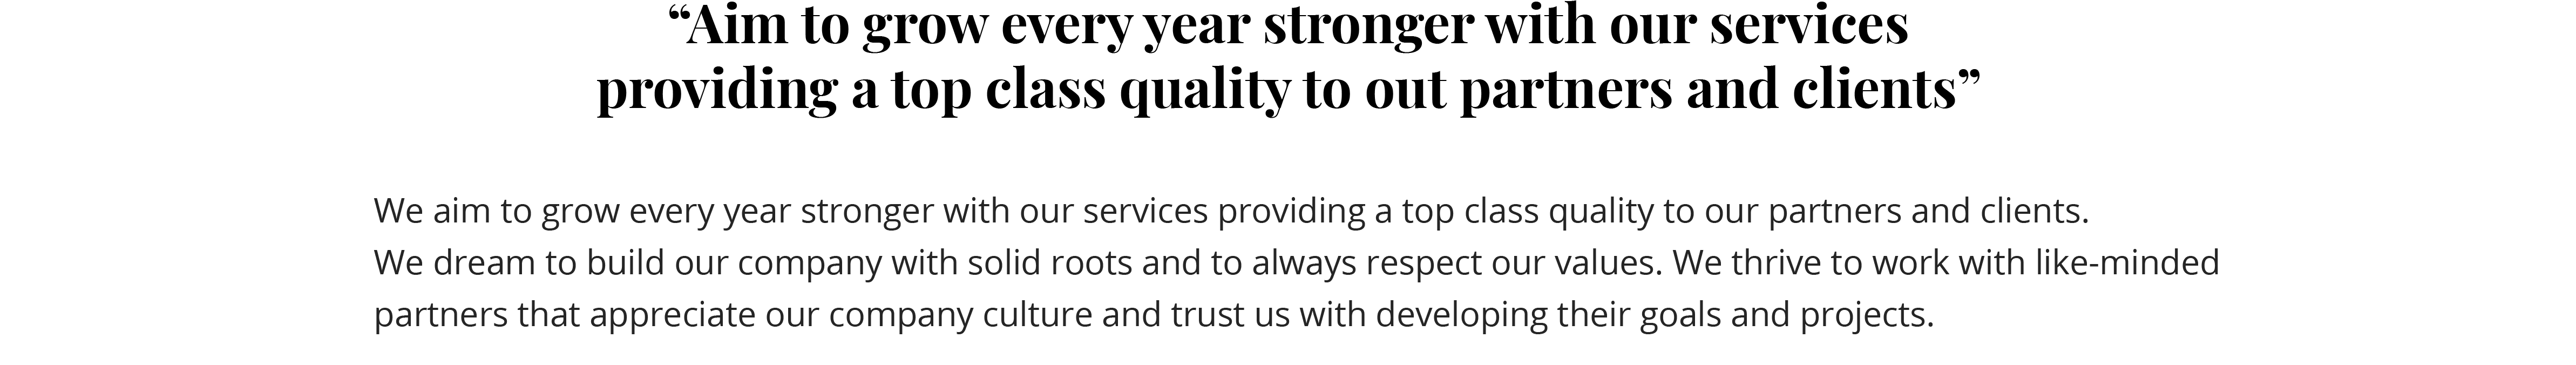 “Aim to grow every year stronger with our services
providing a top class quality to out partners and clients”
We aim to grow every year stronger with our services providing a top class quality to our partners and clients.
We dream to build our company with solid roots and to always respect our values. We thrive to work with like-minded
partners that appreciate our company culture and trust us with developing their goals and projects.